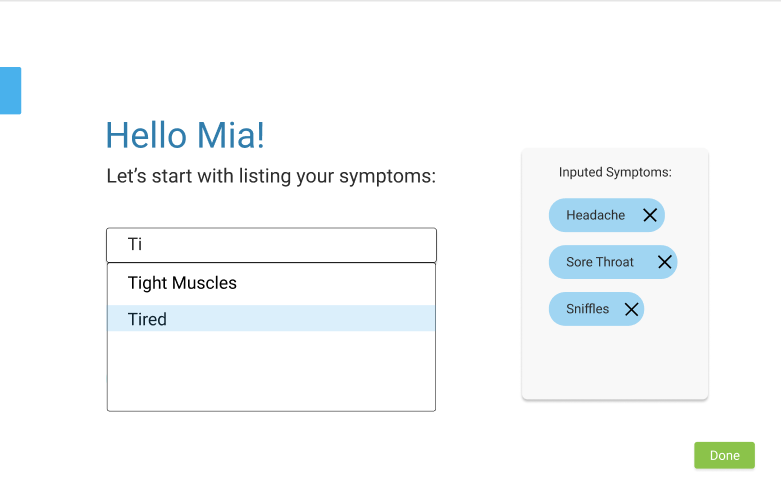 Hello Mia!
Let's start with listing your symptoms:
Ti
Tight Muscles
Tired
Inputed Symptoms:
Headache
Sore Throat
Sniffles
Done